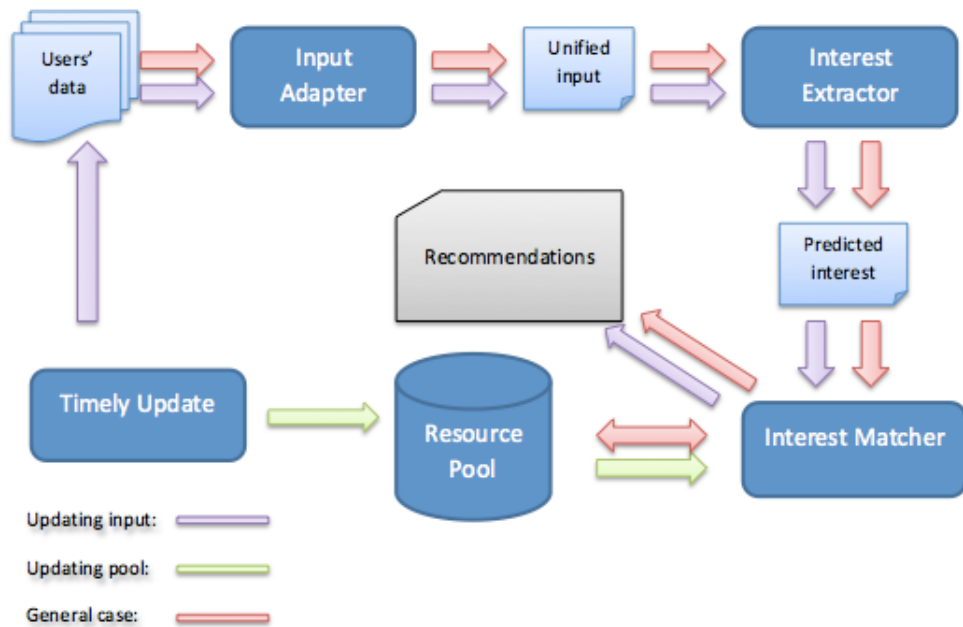 Users'
data
Input
Adapter
Unified
input
Interest
Extractor
Recommendations
Predicted
interest
Timely Update
Resource
Pool
Interest Matcher
Updating input:
Updating pool:
General case: